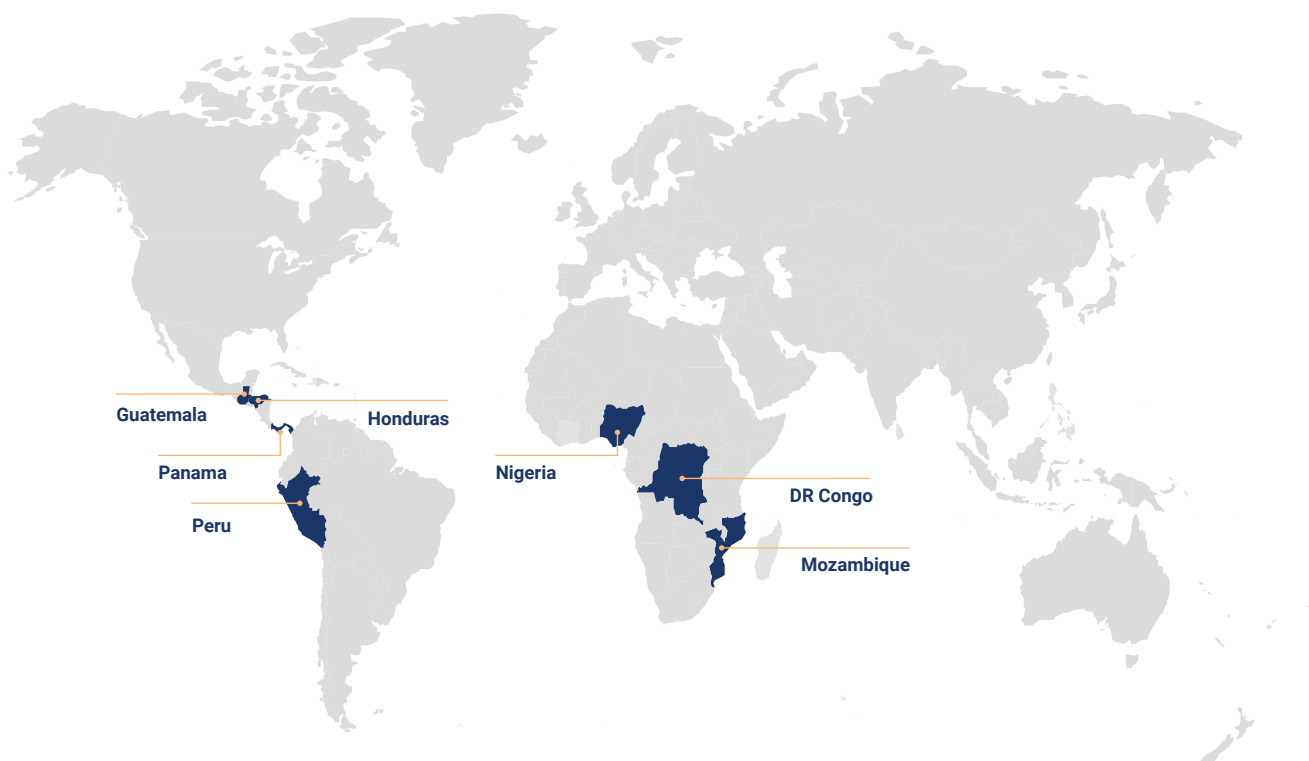 Guatemala
Honduras
Panama
Nigeria
DR Congo
Peru
Mozambique